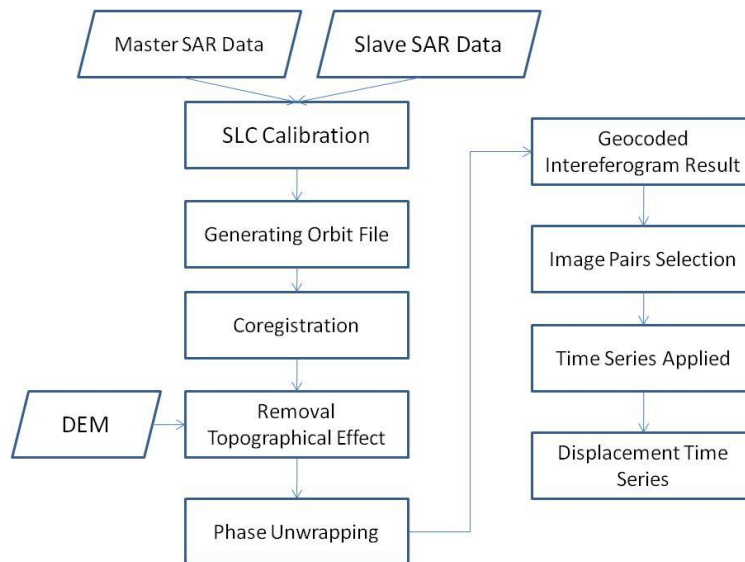 Master SAR Data
Slave SAR Data
SLC Calibration
Generating Orbit File
Coregistration
DEM
Removal
Topographical Effect
Phase Unwrapping
Geocoded
Intereferogram Result
Image Pairs Selection
Time Series Applied
Displacement Time
Series